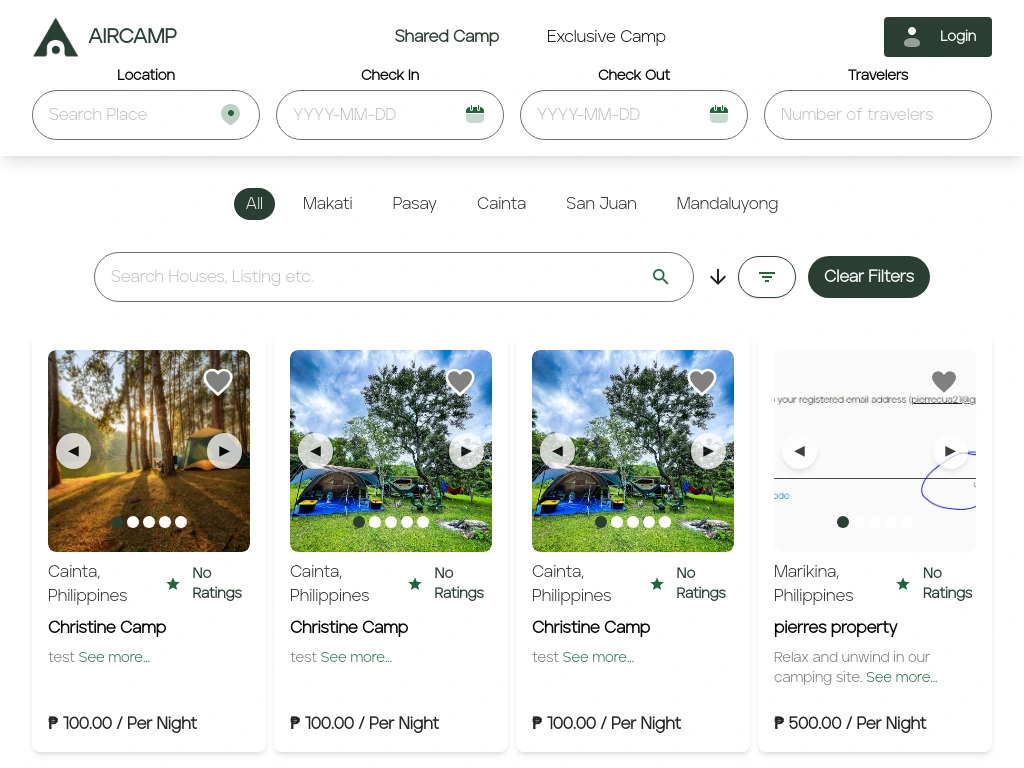 AIRCAMP
Shared Camp
Exclusive Camp
Login
Location
Check In
Check Out
Travelers
Search Place
YYYY-MM-DD
YYYY-MM-DD
Number of travelers
All
Makati
Pasay
Cainta
San Juan
Mandaluyong
Search Houses, Listing etc.
Clear Filters
Cainta,
Philippines
No
Ratings
Christine Camp
test See more...
₱ 100.00 / Per Night
Cainta,
Philippines
No
Ratings
Christine Camp
test See more...
₱ 100.00 / Per Night
Cainta,
Philippines
No
Ratings
Christine Camp
test See more...
₱ 100.00 / Per Night
your registered email address (pierrecua21@g
ode
Marikina,
Philippines
No
Ratings
pierres property
Relax and unwind in our
camping site. See more...
₱ 500.00 / Per Night